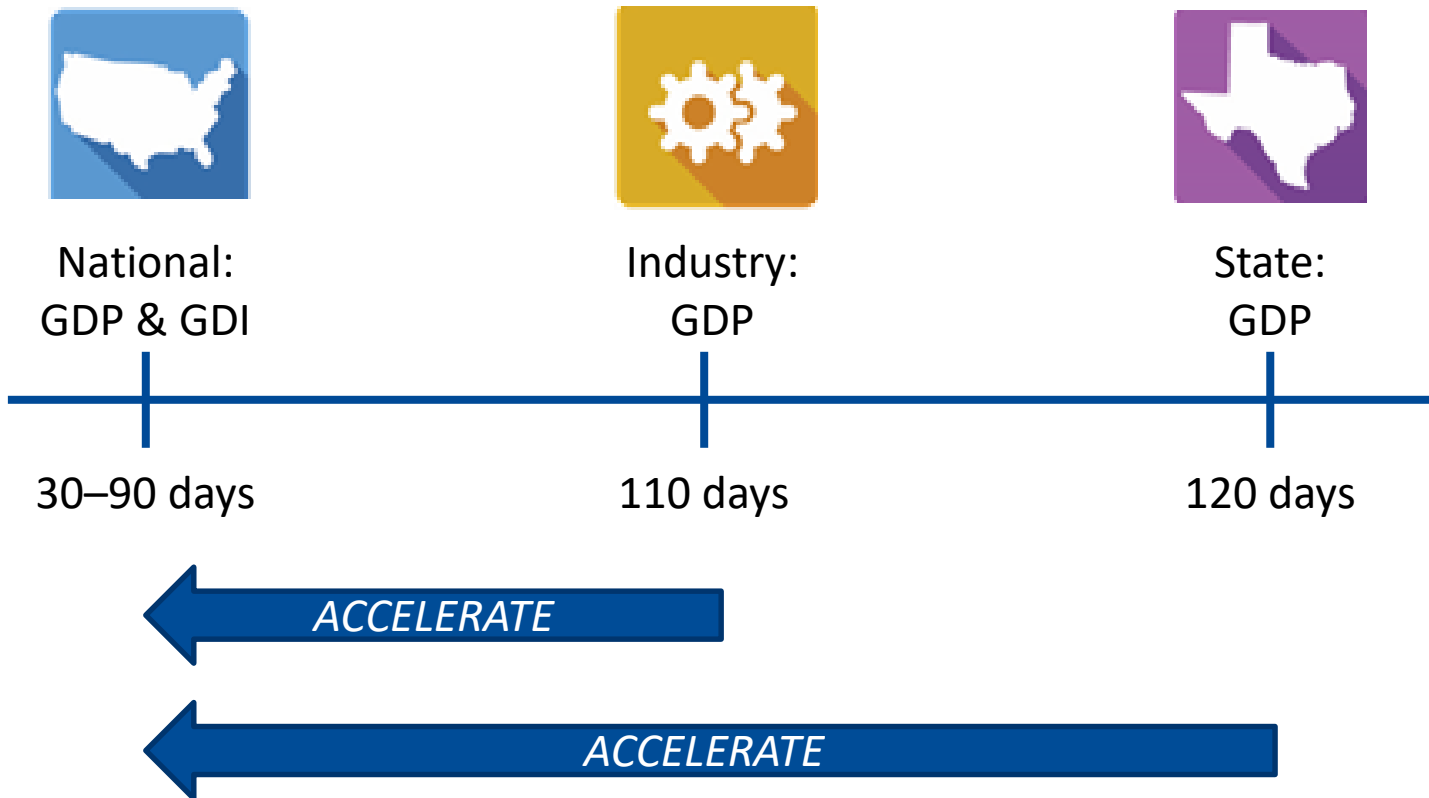 National:
GDP & GDI
Industry:
GDP
State:
GDP
30–90 days
110 days
120 days
ACCELERATE
ACCELERATE